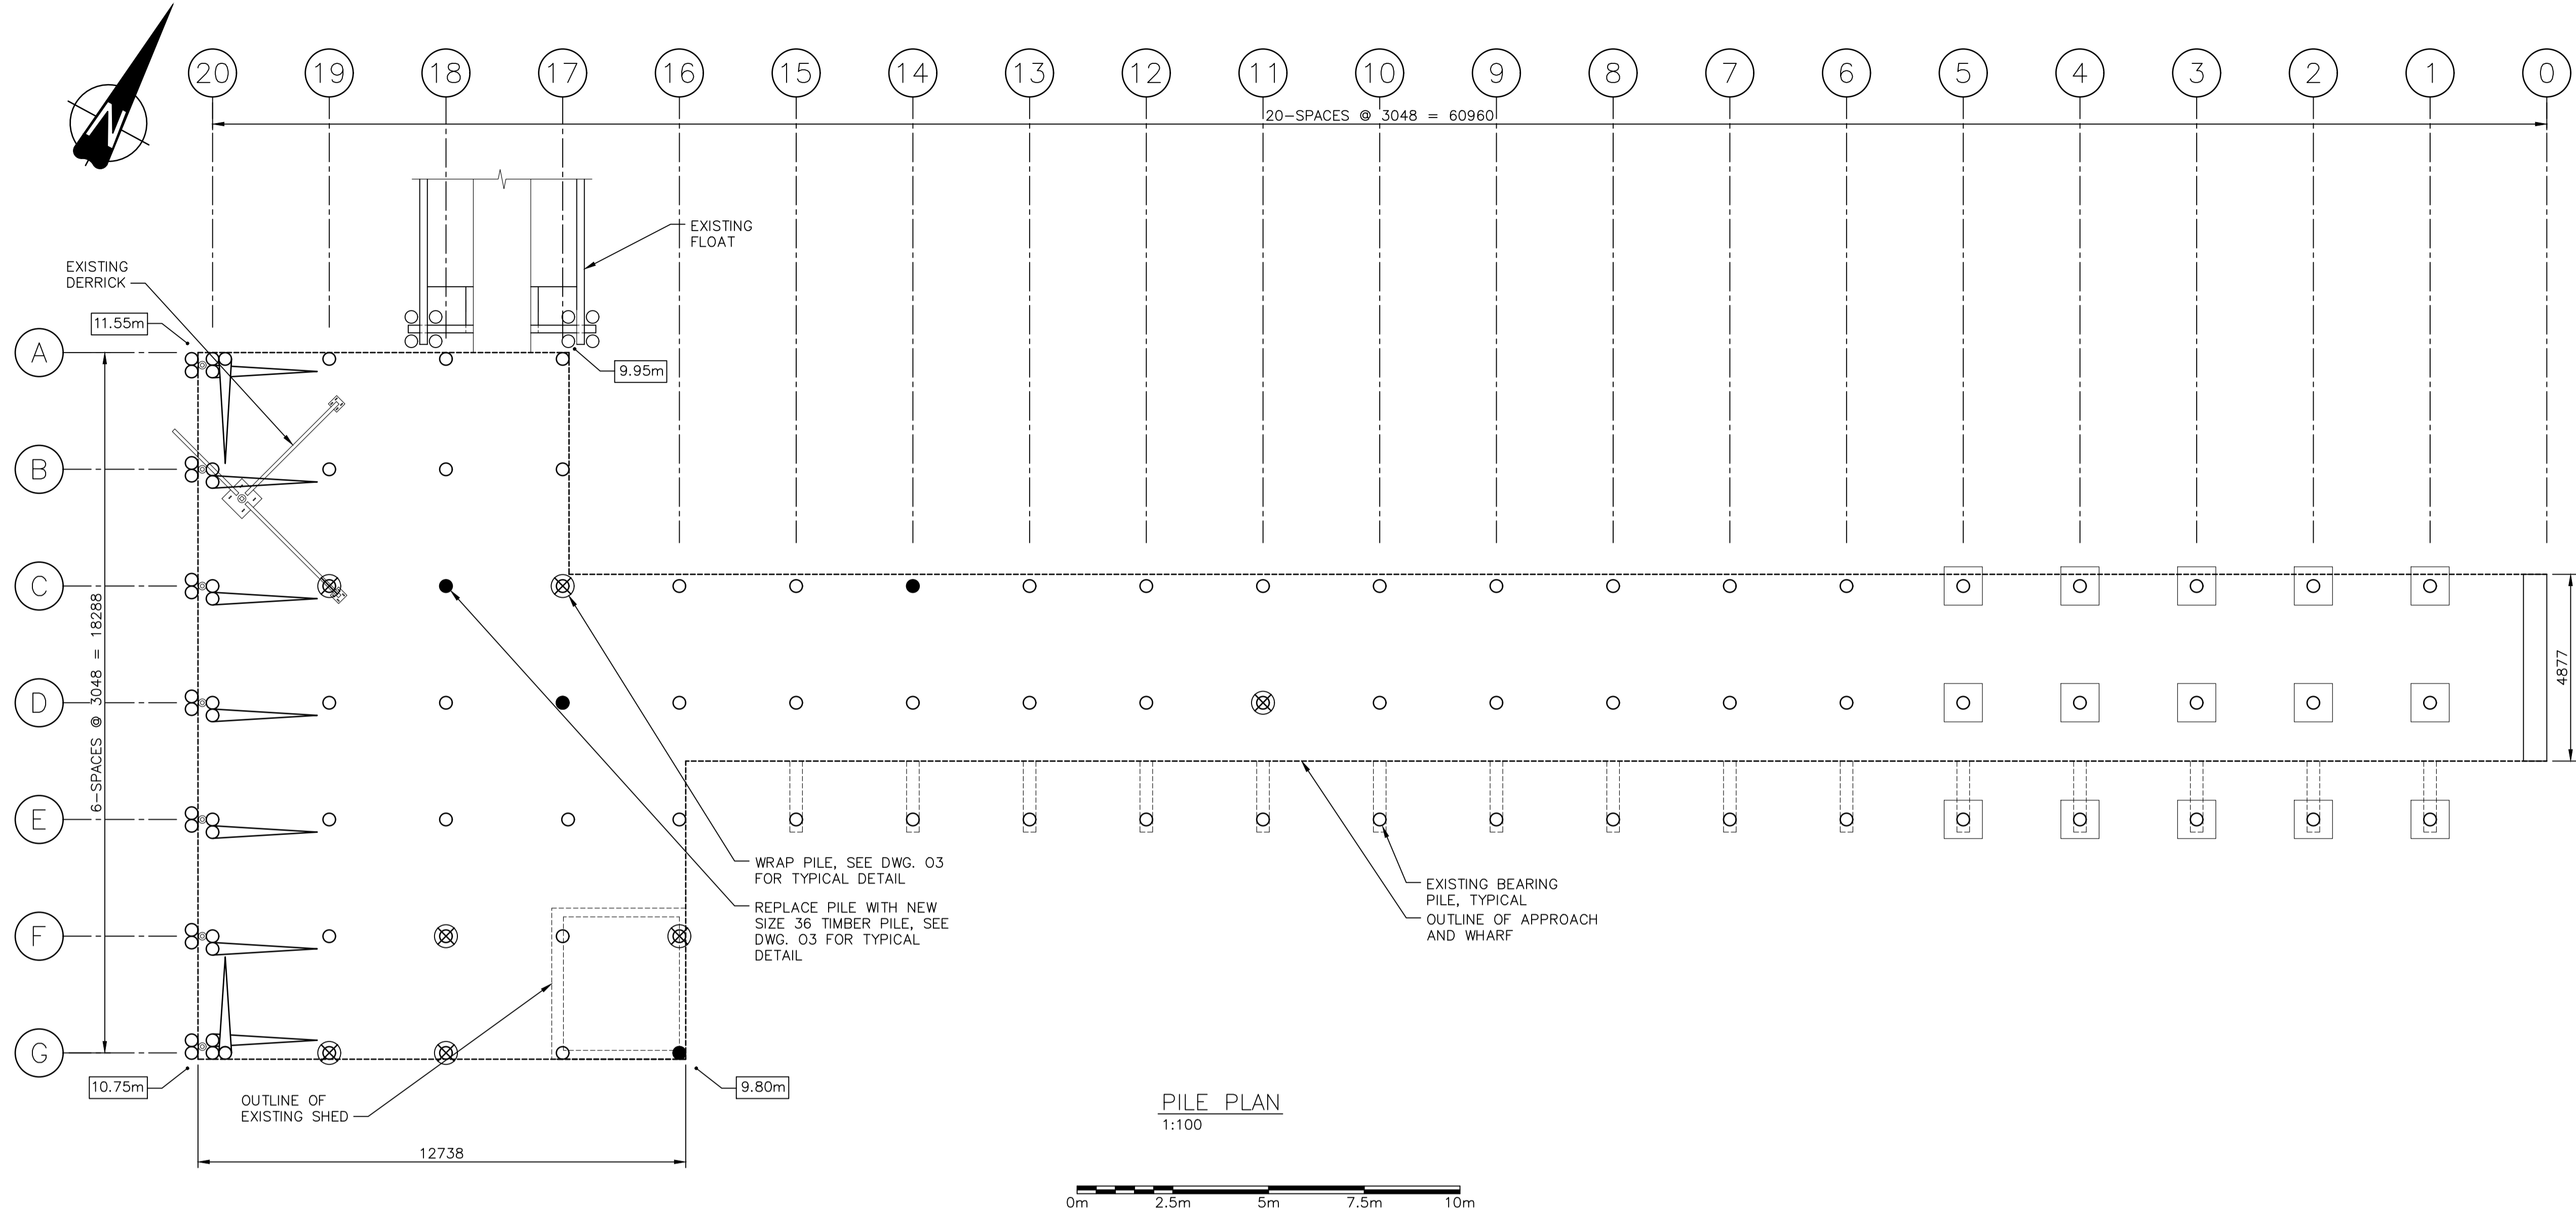 N
20 19 18 17 16 15 14 13 12 11 10 9 8 7 6 5 4 3 2 1 0
20-SPACES @ 3048 = 60960
EXISTING
FLOAT
EXISTING
DERRICK
11.55m
9.95m
A
B
C
D
E
F
G
6-SPACES @ 3048 = 18288
4877
WRAP PILE, SEE DWG. 03
FOR TYPICAL DETAIL
REPLACE PILE WITH NEW
SIZE 36 TIMBER PILE, SEE
DWG. 03 FOR TYPICAL
DETAIL
EXISTING BEARING
PILE, TYPICAL
OUTLINE OF APPROACH
AND WHARF
10.75m
9.80m
OUTLINE OF
EXISTING SHED
12738
PILE PLAN
1:100
0m 2.5m 5m 7.5m 10m